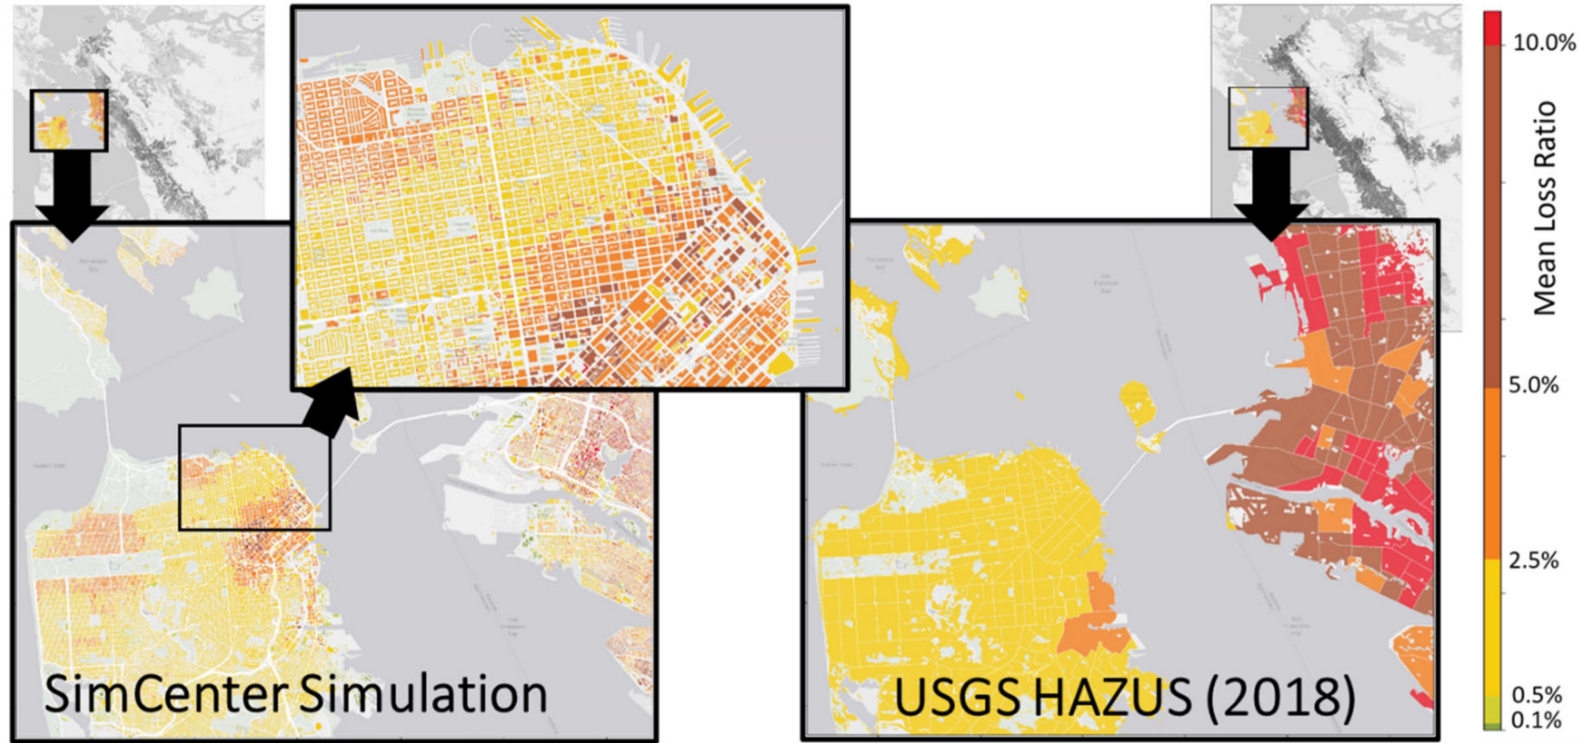 10.0%
Mean Loss Ratio
5.0%
2.5%
0.5%
0.1%
SimCenter Simulation
USGS HAZUS (2018)